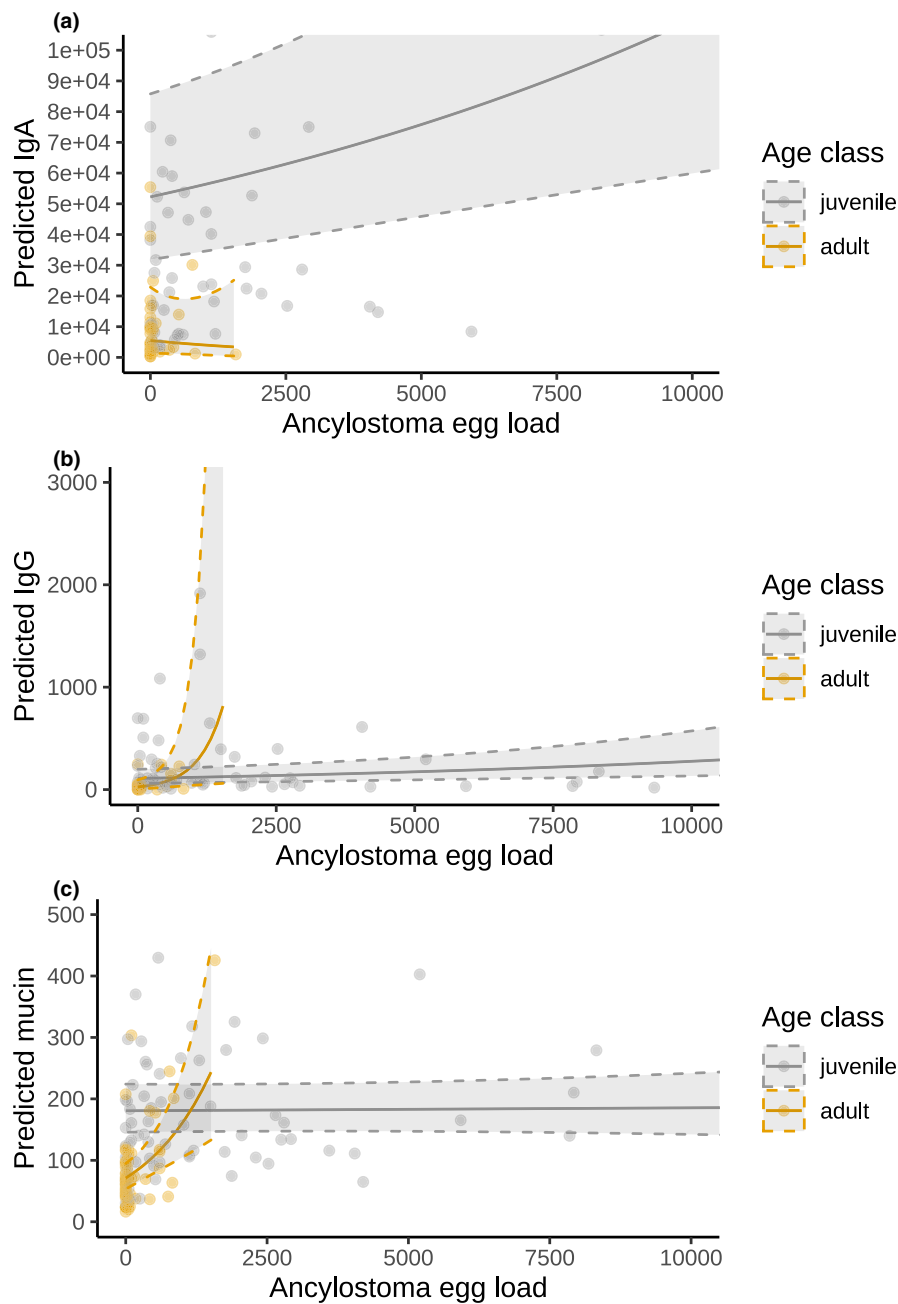 (a)
1e+05
9e+04
8e+04
7e+04
6e+04
5e+04
4e+04
3e+04
2e+04
1e+04
0e+00
Predicted IgA
0 2500 5000 7500 10000
Ancylostoma egg load
Age class
juvenile
adult
(b)
3000
2000
1000
0
Predicted IgG
0 2500 5000 7500 10000
Ancylostoma egg load
Age class
juvenile
adult
(c)
500
400
300
200
100
0
Predicted mucin
0 2500 5000 7500 10000
Ancylostoma egg load
Age class
juvenile
adult